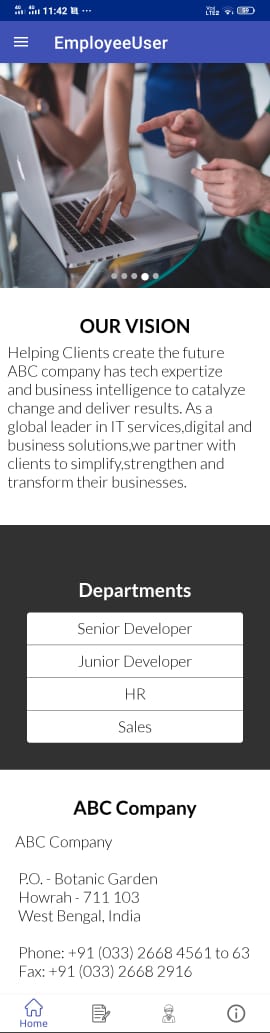 4G 4G 11:42 ... Vo) LTE2
EmployeeUser
OUR VISION
Helping Clients create the future
ABC company has tech expertize
and business intelligence to catalyze
change and deliver results. As a
global leader in IT services,digital and
business solutions,we partner with
clients to simplify,strengthen and
transform their businesses.
Departments
Senior Developer
Junior Developer
HR
Sales
ABC Company
ABC Company
P.O. - Botanic Garden
Howrah - 711 103
West Bengal, India
Phone: +91 (033) 2668 4561 to 63
Fax: +91 (033) 2668 2916
Home